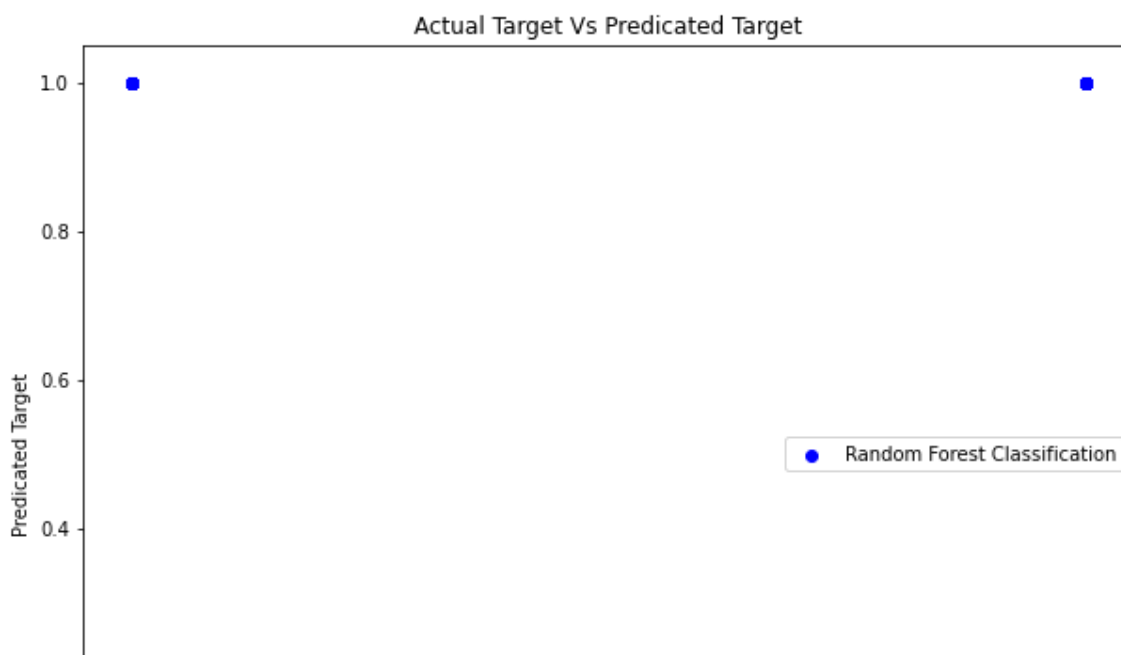 Actual Target Vs Predicated Target
1.0
0.8
0.6
0.4
Predicated Target
Random Forest Classification